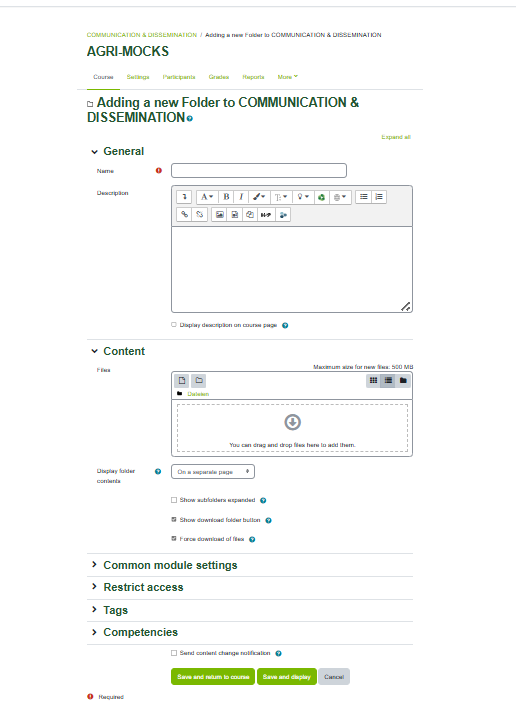 COMMUNICATION & DISSEMINATION / Adding a new Folder to COMMUNICATION & DISSEMINATION
AGRI-MOCKS
Course Settings Participants Grades Reports More
Adding a new Folder to COMMUNICATION &
DISSEMINATION
Expand all
General
Name
Description
A B I
H-P
Display description on course page
Content
Files
Maximum size for new files: 500 MB
Dateien
You can drag and drop files here to add them.
Display folder
contents
On a separate page
Show subfolders expanded
Show download folder button
Force download of files
Common module settings
Restrict access
Tags
Competencies
Send content change notification
Save and return to course Save and display Cancel
Required